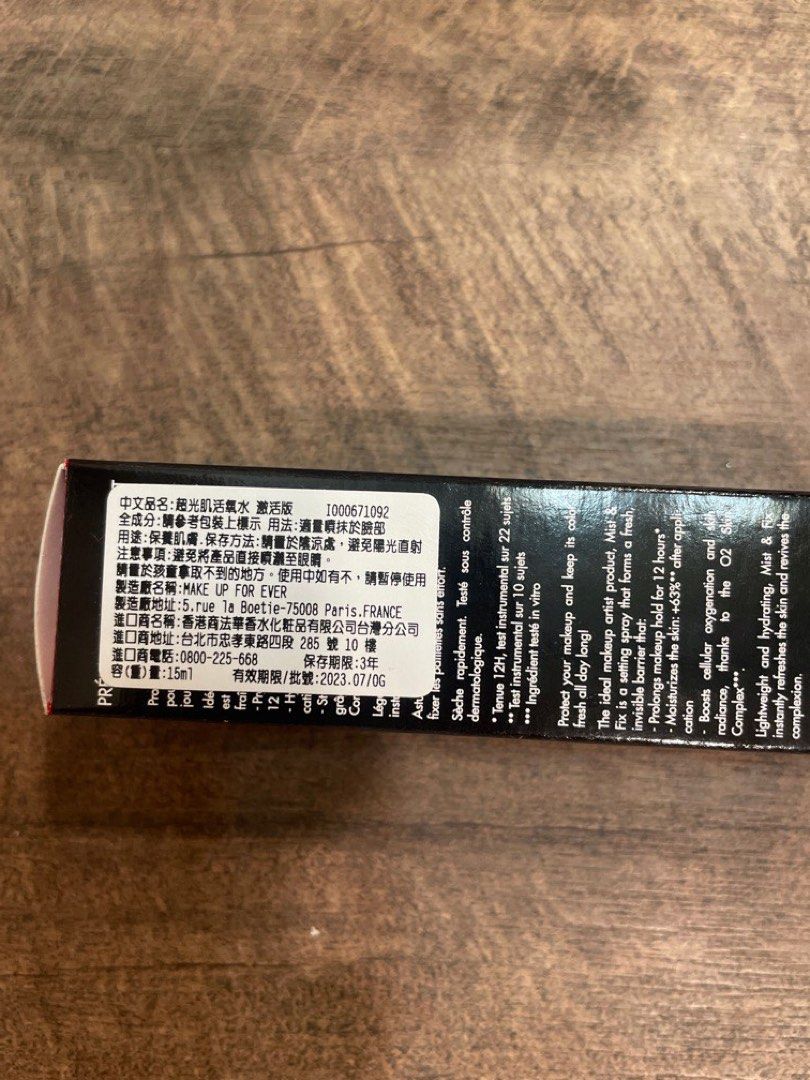 中文品名:超光肌活氧水 激活版 I000671092
全成分:請參考包裝上標示 用法:適量噴抹於臉部
用途:保養肌膚.保存方法:請置於陰涼處,避免陽光直射
注意事項:避免將產品直接噴灑至眼睛。
請置於孩童拿取不到的地方。使用中如有不,請暫停使用
製造廠名稱:MAKE UP FOR EVER
製造廠地址:5,rue la Boetie-75008 Paris.FRANCE
進口商名稱:香港商法華香水化粧品有限公司台灣分公司
進口商地址:台北市忠孝東路四段 285 號 10 樓
進口商電話:0800-225-668 保存期限:3年
容(重)量:15ml 有效期限/批號:2023.07/0G
fixer les paillettes sans effort.
Sèche rapidement. Testé sous contrôle
dermatologique.
* Tenue 12H, test instrumental sur 22 sujets
** Test instrumental sur 10 sujets
*** Ingrédient testé in vitro
Protect your makeup and keep its color
fresh all day long!
The ideal makeup artist product, Mist &
Fix is a setting spray that forms a fresh,
invisible barrier that:
- Prolongs makeup hold for 12 hours*
- Moisturizes the skin: +63%** after appli-
cation
- Boosts cellular oxygenation and skin
radiance, thanks to the O2 Skin
Complex***.
Lightweight and hydrating, Mist & Fix
instantly refreshes the skin and revives the
complexion.